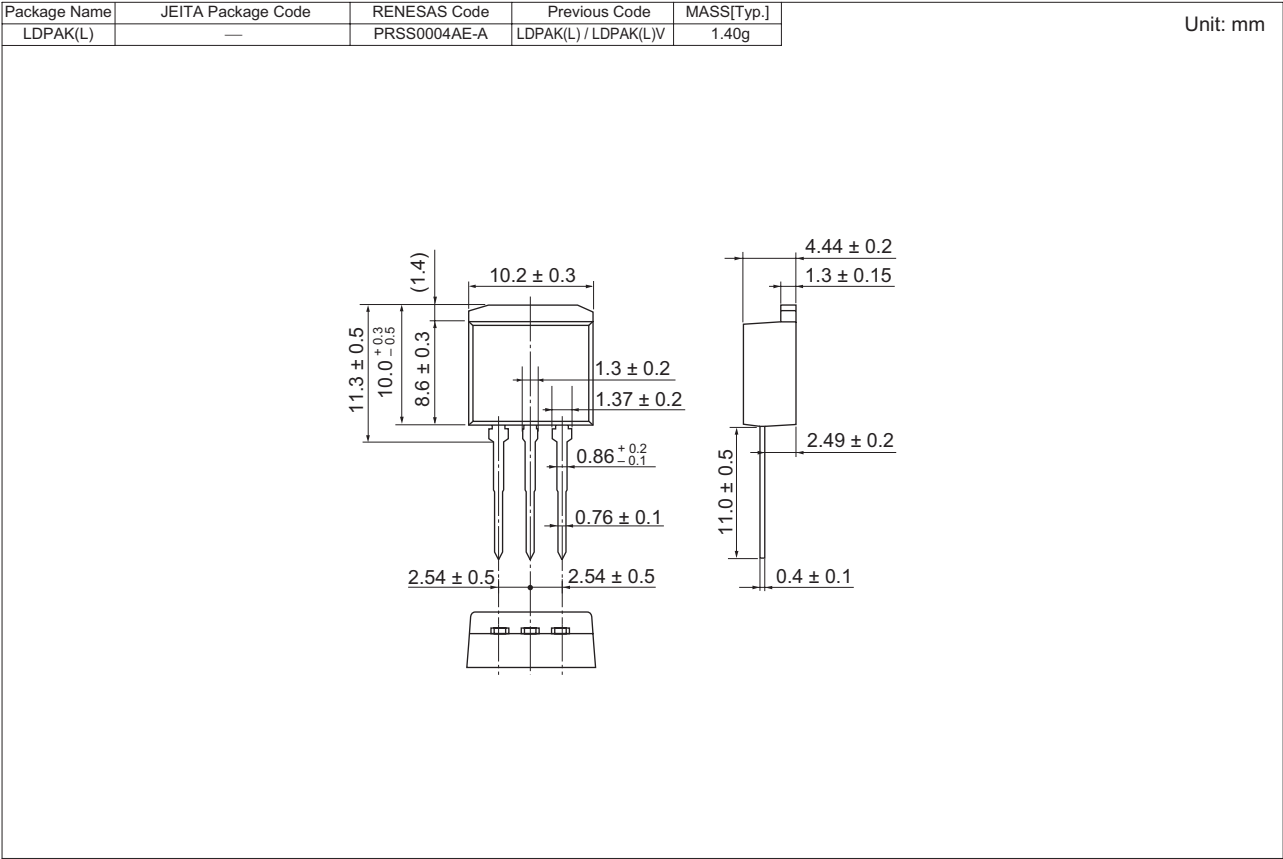 Package Name JEITA Package Code RENESAS Code Previous Code MASS[Typ.]
LDPAK(L) — PRSS0004AE-A LDPAK(L) / LDPAK(L)V 1.40g
Unit: mm
4.44 ± 0.2
(1.4)
10.2 ± 0.3
1.3 ± 0.15
11.3 ± 0.5
10.0 + 0.3 – 0.5
8.6 ± 0.3
1.3 ± 0.2
1.37 ± 0.2
2.49 ± 0.2
0.86 + 0.2 – 0.1
11.0 ± 0.5
0.76 ± 0.1
2.54 ± 0.5 2.54 ± 0.5
0.4 ± 0.1